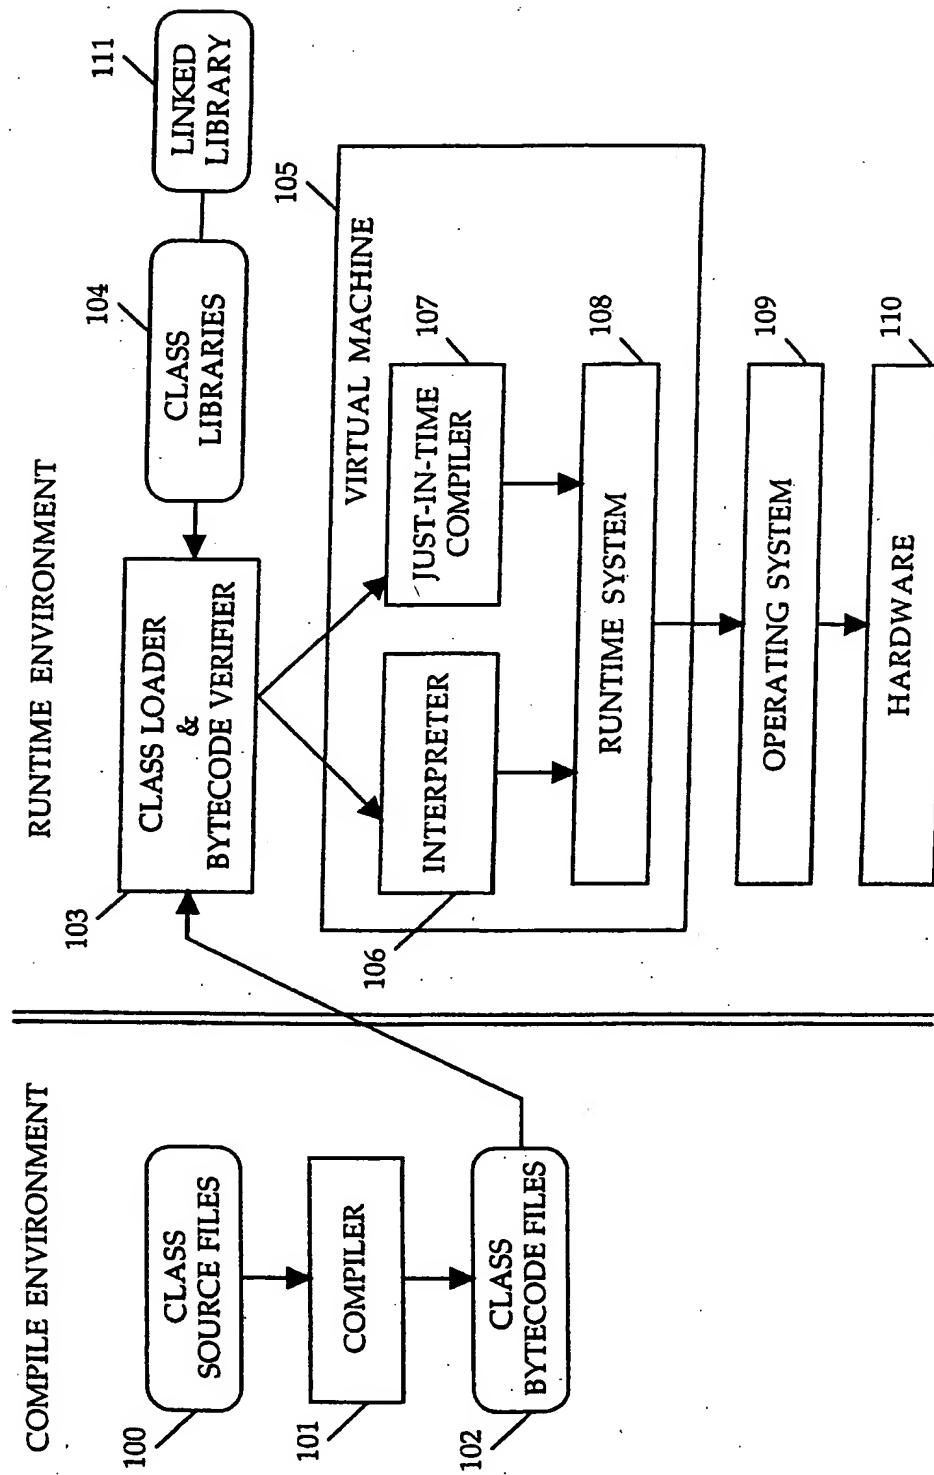 COMPILE ENVIRONMENT
100
CLASS
SOURCE FILES
101
COMPILER
102
CLASS
BYTECODE FILES
RUNTIME ENVIRONMENT
103
CLASS LOADER
&
BYTECODE VERIFIER
104
CLASS
LIBRARIES
111
LINKED
LIBRARY
105
VIRTUAL MACHINE
106
INTERPRETER
107
JUST-IN-TIME
COMPILER
108
RUNTIME SYSTEM
109
OPERATING SYSTEM
110
HARDWARE